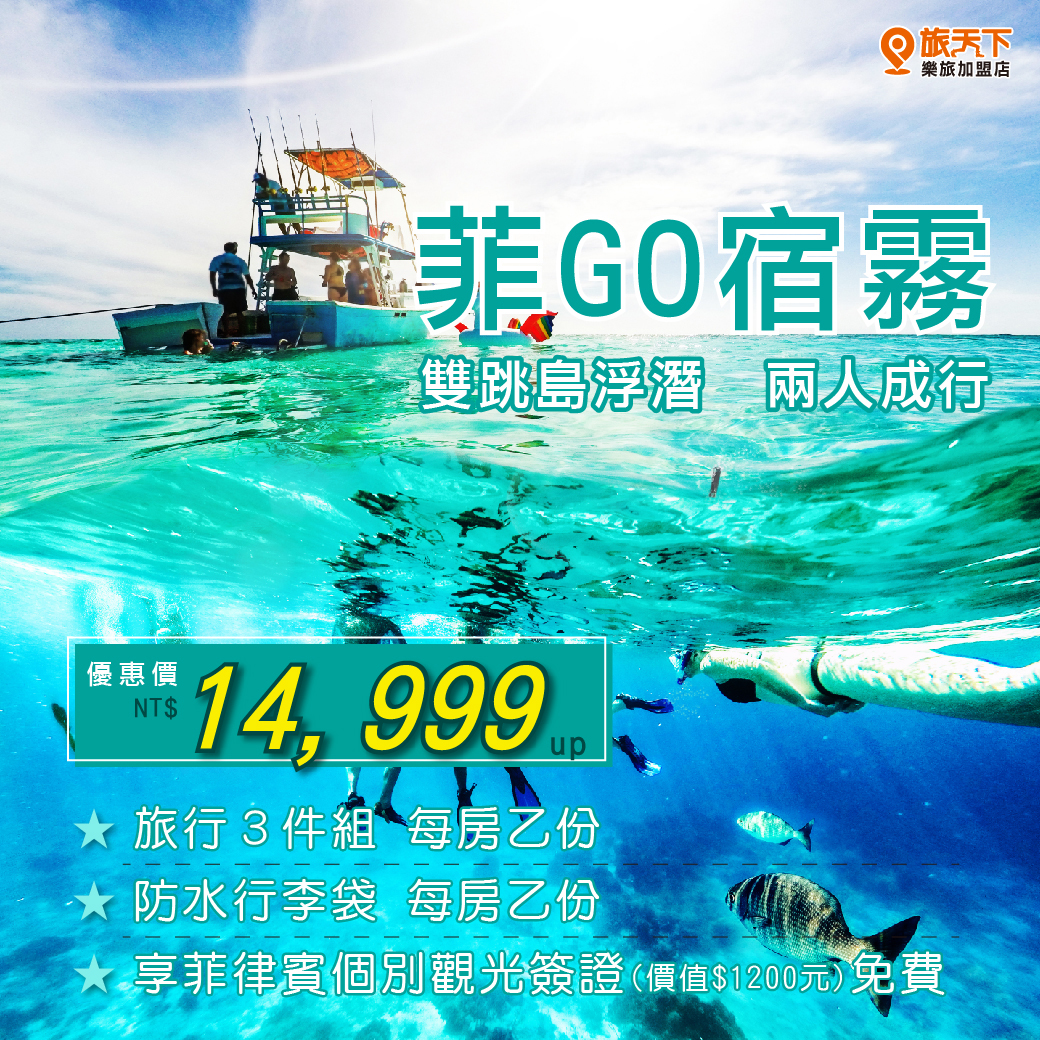 旅天下
樂旅加盟店
菲GO宿霧
雙跳島浮潛 兩人成行
優惠價
NT$ 14,999 up
★ 旅行3件組 每房乙份
★ 防水行李袋 每房乙份
★ 享菲律賓個別觀光簽證(價值$1200元)免費